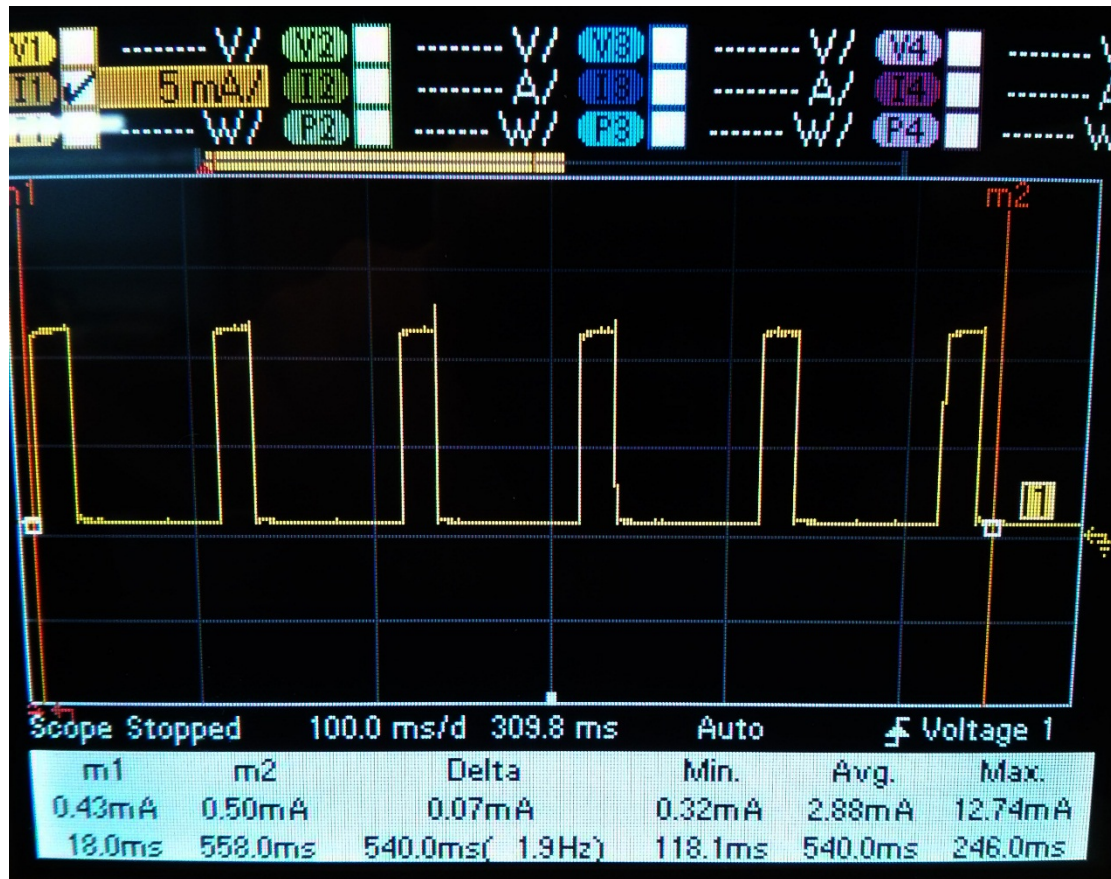 V1 ------- V/ V2 ------- V/ V3 ------- V/ V4 -------
I1 5 mA/ I2 ------- A/ I3 ------- A/ I4 -------
------- W/ P2 ------- W/ P3 ------- W/ P4 -------
m2
1
Scope Stopped 100.0 ms/d 309.8 ms Auto Voltage 1
m1 m2 Delta Min. Avg. Max.
0.43mA 0.50mA 0.07mA 0.32mA 2.88mA 12.74mA
18.0ms 558.0ms 540.0ms( 1.9Hz) 118.1ms 540.0ms 246.0ms